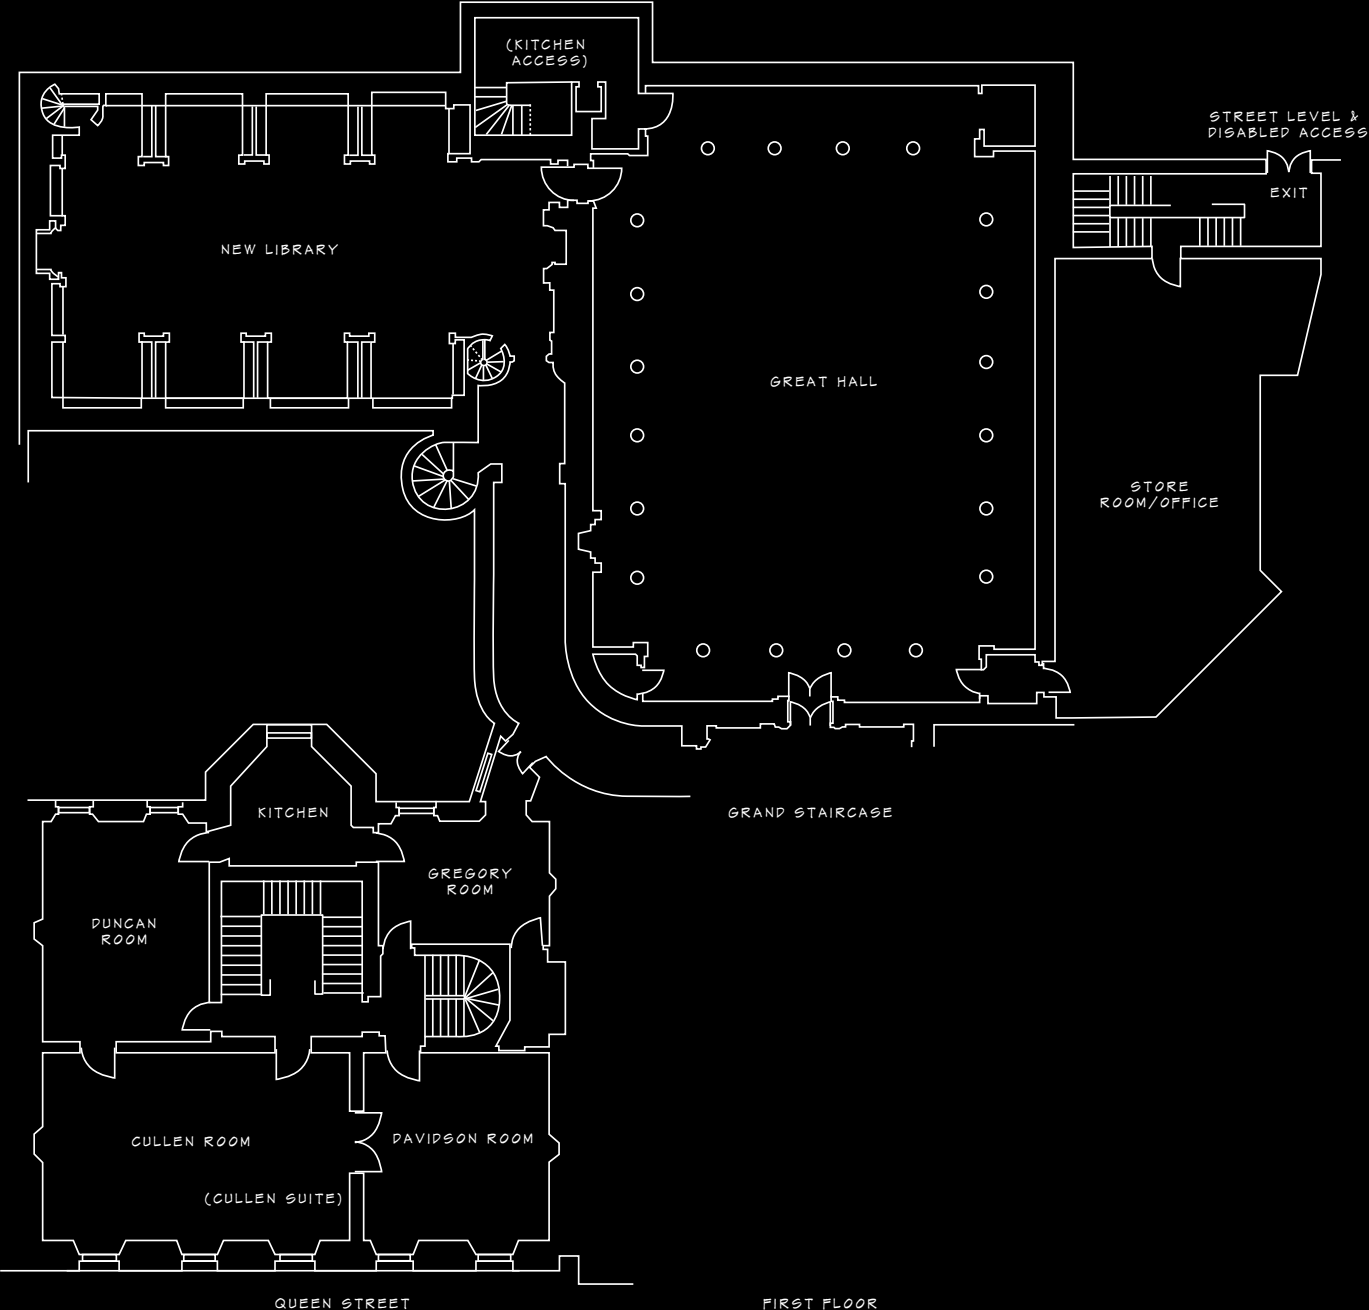 (KITCHEN
ACCESS)
STREET LEVEL &
DISABLED ACCESS
EXIT
NEW LIBRARY
GREAT HALL
STORE
ROOM/OFFICE
KITCHEN
GRAND STAIRCASE
GREGORY
ROOM
DUNCAN
ROOM
CULLEN ROOM
DAVIDSON ROOM
(CULLEN SUITE)
QUEEN STREET
FIRST FLOOR